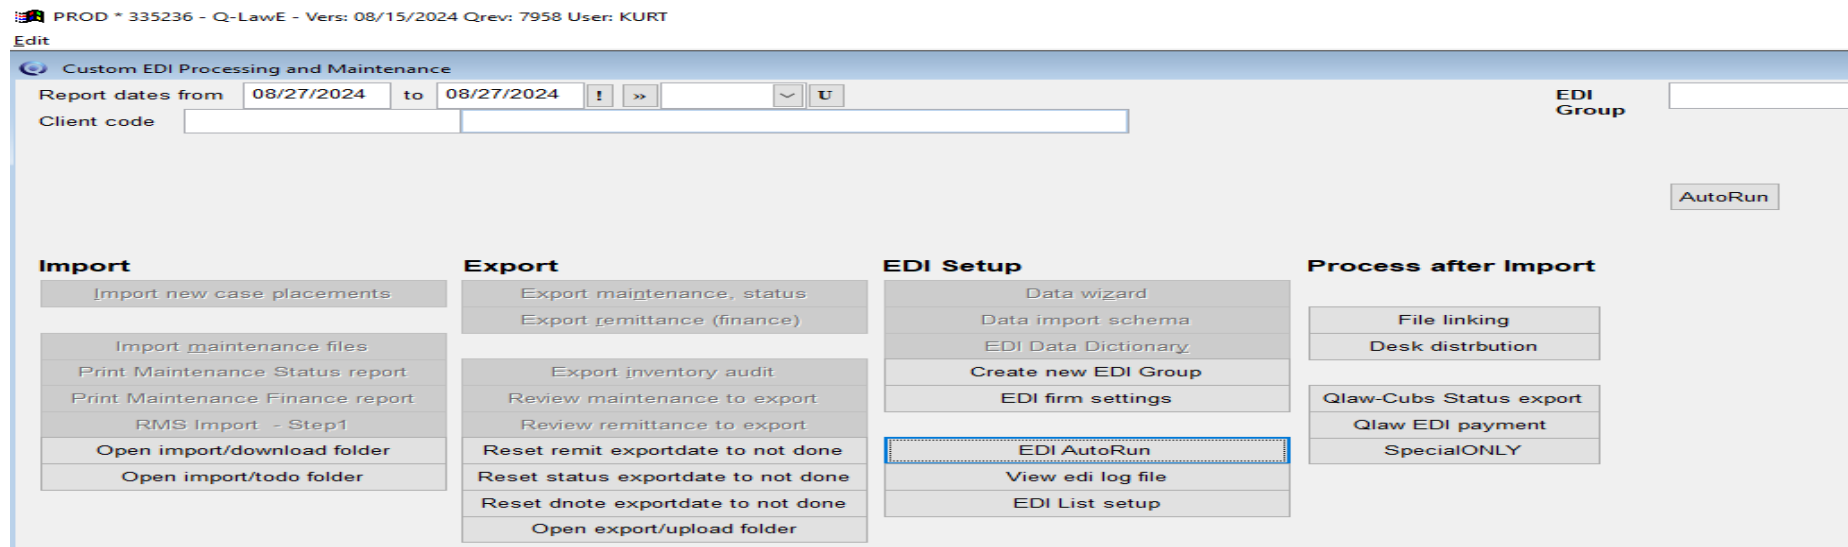 PROD * 335236 - Q-LawE - Vers: 08/15/2024 Qrev: 7958 User: KURT
Edit
Custom EDI Processing and Maintenance
Report dates from 08/27/2024 to 08/27/2024 ! » U
EDI Group
Client code
AutoRun
Import
Import new case placements
Import maintenance files
Print Maintenance Status report
Print Maintenance Finance report
RMS Import - Step1
Open import/download folder
Open import/todo folder
Export
Export maintenance, status
Export remittance (finance)
Export inventory audit
Review maintenance to export
Review remittance to export
Reset remit exportdate to not done
Reset status exportdate to not done
Reset dnote exportdate to not done
Open export/upload folder
EDI Setup
Data wizard
Data import schema
EDI Data Dictionary
Create new EDI Group
EDI firm settings
EDI AutoRun
View edi log file
EDI List setup
Process after Import
File linking
Desk distrbution
Qlaw-Cubs Status export
Qlaw EDI payment
SpecialONLY